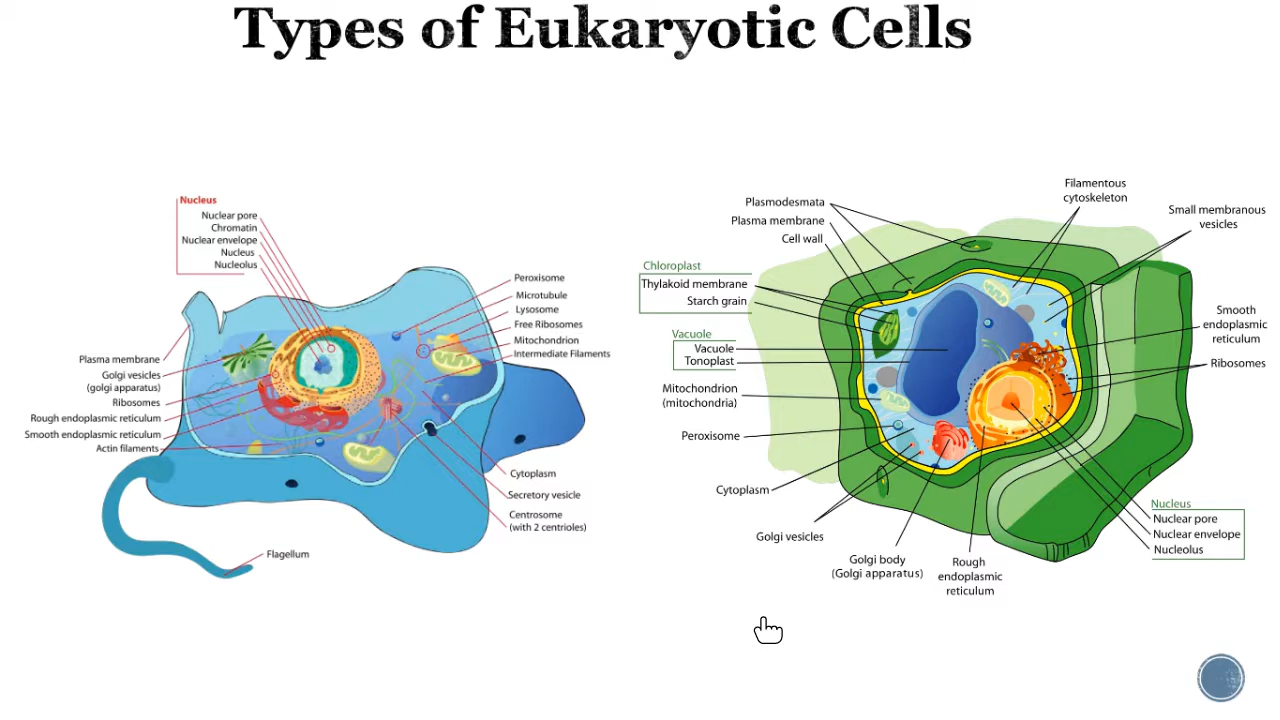 Types of Eukaryotic Cells
Nucleus
Nuclear pore
Chromatin
Nuclear envelope
Nucleus
Nucleolus
Plasma membrane
Golgi vesicles
(golgi apparatus)
Ribosomes
Rough endoplasmic reticulum
Smooth endoplasmic reticulum
Actin filaments
Flagellum
Peroxisome
Microtubule
Lysosome
Free Ribosomes
Mitochondrion
Intermediate Filaments
Cytoplasm
Secretory vesicle
Centrosome
(with 2 centrioles)
Plasmodesmata
Plasma membrane
Cell wall
Chloroplast
Thylakoid membrane
Starch grain
Vacuole
Vacuole
Tonoplast
Mitochondrion
(mitochondria)
Peroxisome
Cytoplasm
Golgi vesicles
Golgi body
(Golgi apparatus)
Rough
endoplasmic
reticulum
Filamentous
cytoskeleton
Small membranous
vesicles
Smooth
endoplasmic
reticulum
Ribosomes
Nucleus
Nuclear pore
Nuclear envelope
Nucleolus